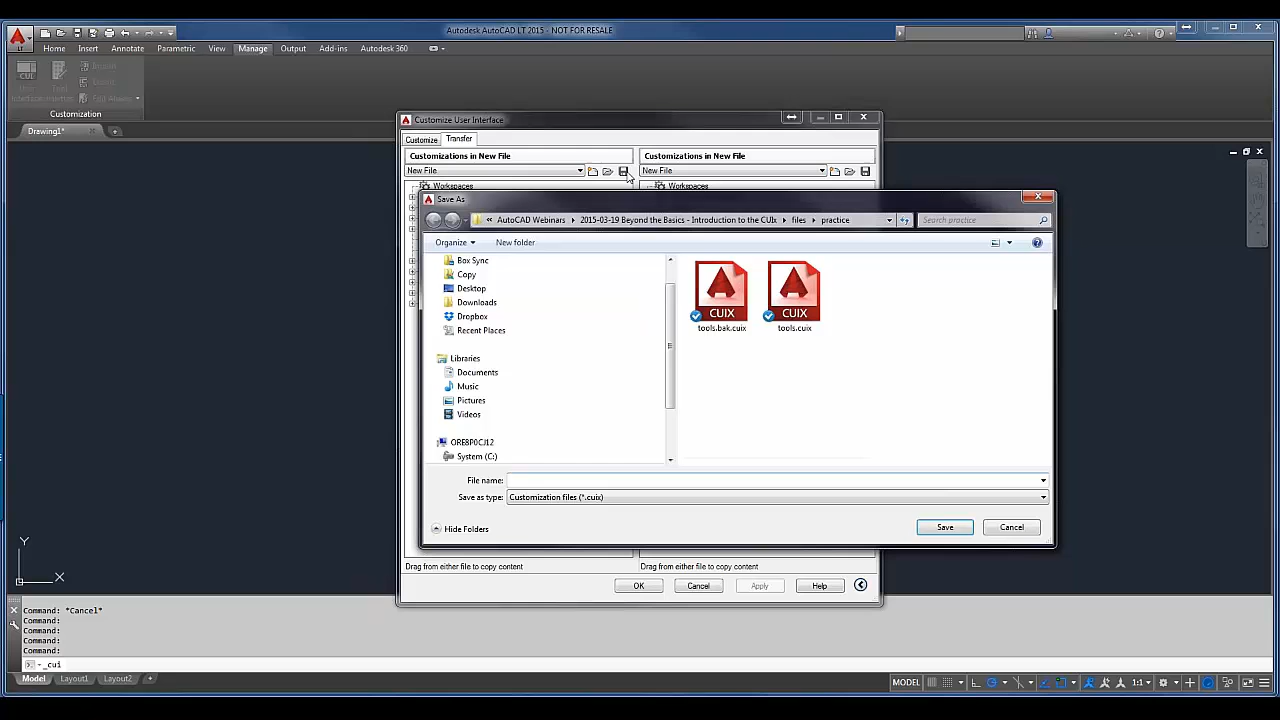 Autodesk AutoCAD LT 2015 - NOT FOR RESALE
LT
Home Insert Annotate Parametric View Manage Output Add-ins Autodesk 360
CUI
Customization
Drawing1*
Customize User Interface
Customize Transfer
Customizations in New File Customizations in New File
New File New File
Workspaces Workspaces
Save As
« AutoCAD Webinars 2015-03-19 Beyond the Basics - Introduction to the CUIx files practice Search practice
Organize New folder
Box Sync
Copy
Desktop
Downloads
Dropbox
Recent Places
Libraries
Documents
Music
Pictures
Videos
ORE8P0CJ12
System (C:)
CUIX CUIX
tools.bak.cuix tools.cuix
File name:
Save as type: Customization files (*.cuix)
Hide Folders Save Cancel
Drag from either file to copy content Drag from either file to copy content
OK Cancel Apply Help
Y
X
Command: *Cancel*
Command:
Command:
Command:
Command:
_cui
Model Layout1 Layout2 +
MODEL 1:1